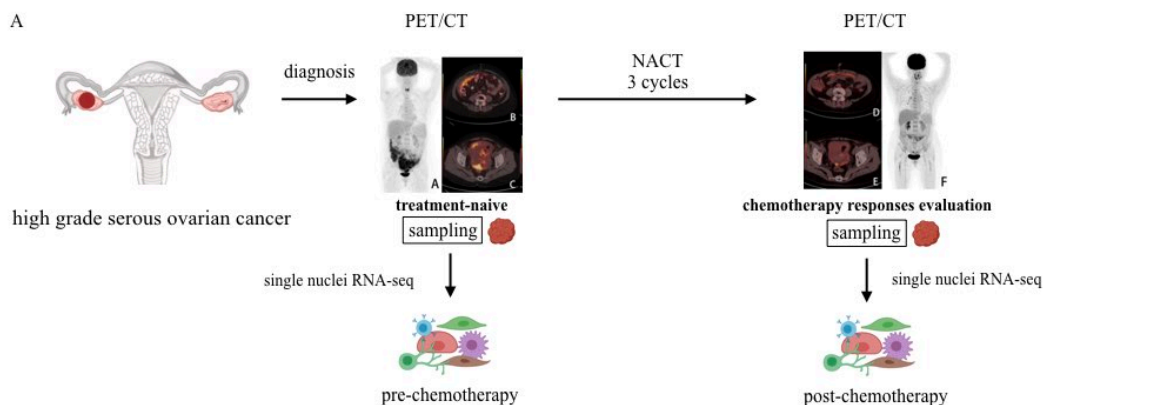 A
PET/CT
PET/CT
diagnosis
NACT
3 cycles
A
B
C
D
E
F
high grade serous ovarian cancer
treatment-naive
chemotherapy responses evaluation
sampling
sampling
single nuclei RNA-seq
single nuclei RNA-seq
pre-chemotherapy
post-chemotherapy